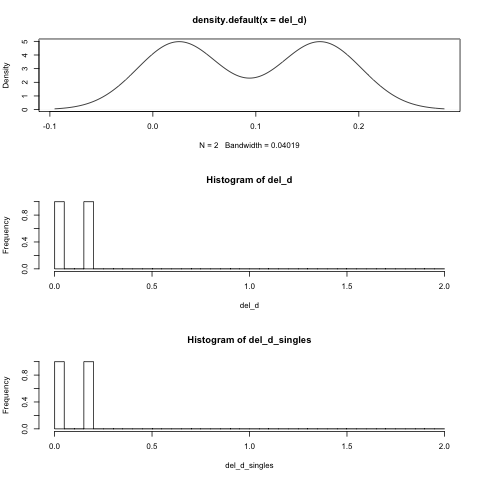 density.default(x = del_d)
Density
0 1 2 3 4 5
-0.1 0.0 0.1 0.2
N = 2 Bandwidth = 0.04019
Histogram of del_d
Frequency
0.0 0.4 0.8
0.0 0.5 1.0 1.5 2.0
del_d
Histogram of del_d_singles
Frequency
0.0 0.4 0.8
0.0 0.5 1.0 1.5 2.0
del_d_singles